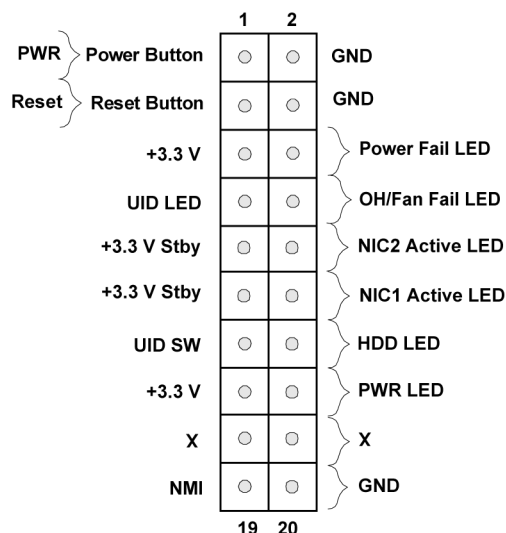 1 2
PWR Power Button GND
Reset Reset Button GND
+3.3 V Power Fail LED
UID LED OH/Fan Fail LED
+3.3 V Stby NIC2 Active LED
+3.3 V Stby NIC1 Active LED
UID SW HDD LED
+3.3 V PWR LED
X X
NMI GND
19 20